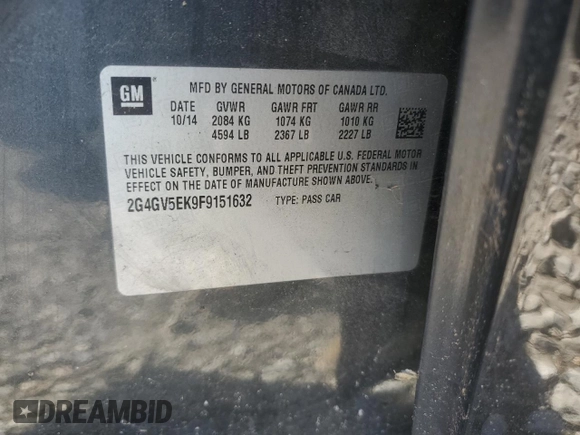 GM
MFD BY GENERAL MOTORS OF CANADA LTD.
DATE GVWR GAWR FRT GAWR RR
10/14 2084 KG 1074 KG 1010 KG
4594 LB 2367 LB 2227 LB
THIS VEHICLE CONFORMS TO ALL APPLICABLE U.S. FEDERAL MOTOR
VEHICLE SAFETY, BUMPER, AND THEFT PREVENTION STANDARDS IN
EFFECT ON THE DATE OF MANUFACTURE SHOWN ABOVE.
2G4GV5EK9F9151632 TYPE: PASS CAR
DREAMBID